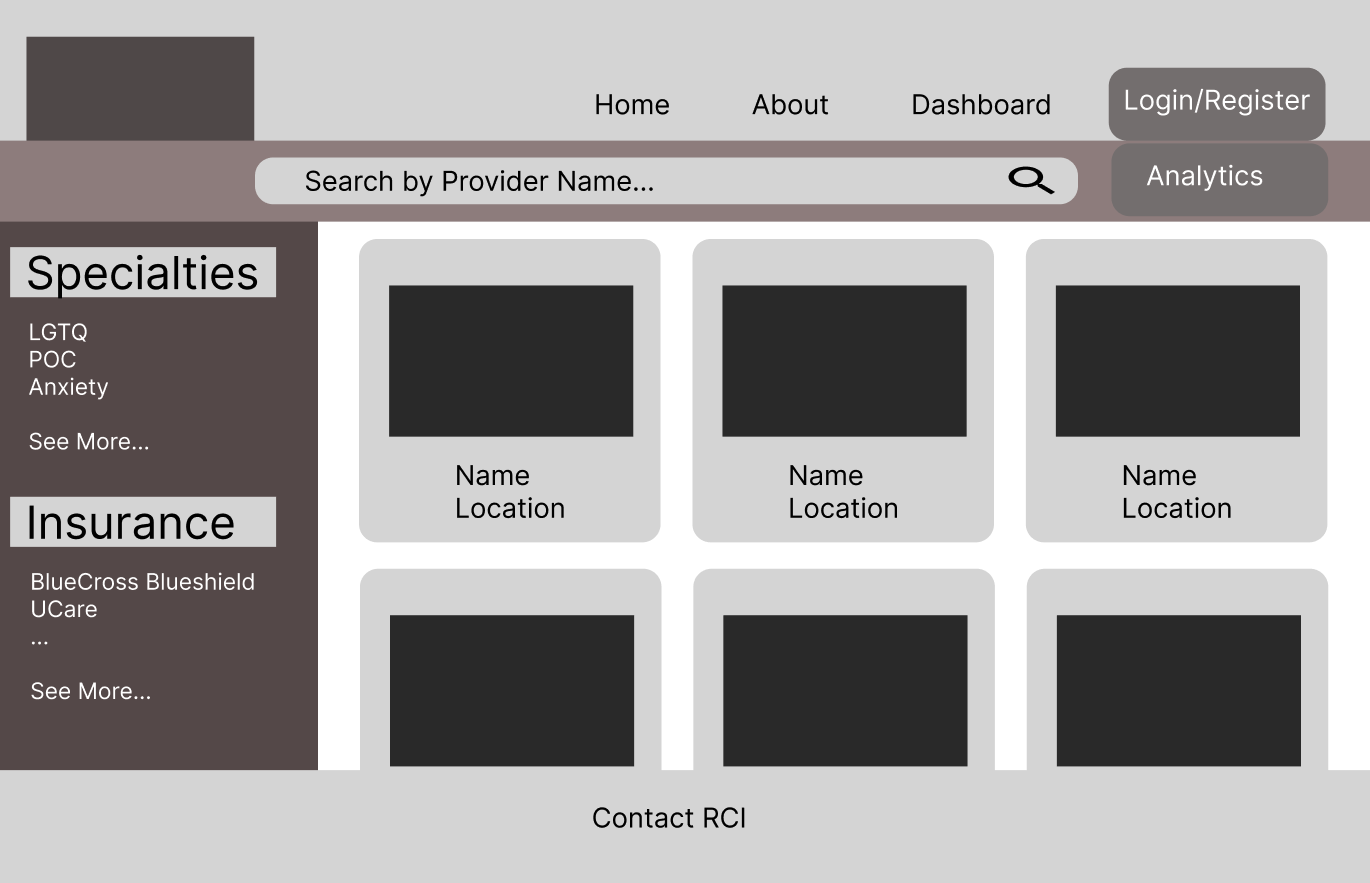 Home
About
Dashboard
Login/Register
Search by Provider Name...
Analytics
Specialties
LGTQ
POC
Anxiety
See More...
Insurance
BlueCross Blueshield
UCare
...
See More...
Name
Location
Name
Location
Name
Location
Contact RCI